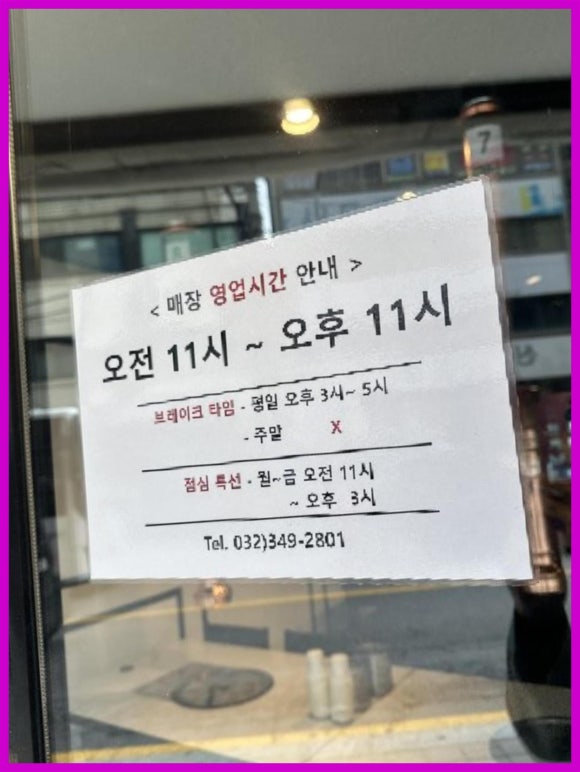 7
< 매장 영업시간 안내 >
오전 11시 ~ 오후 11시
브레이크 타임 - 평일 오후 3시~ 5시
- 주말 X
점심 특선 - 월~금 오전 11시
~ 오후 3시
Tel. 032)349-2801